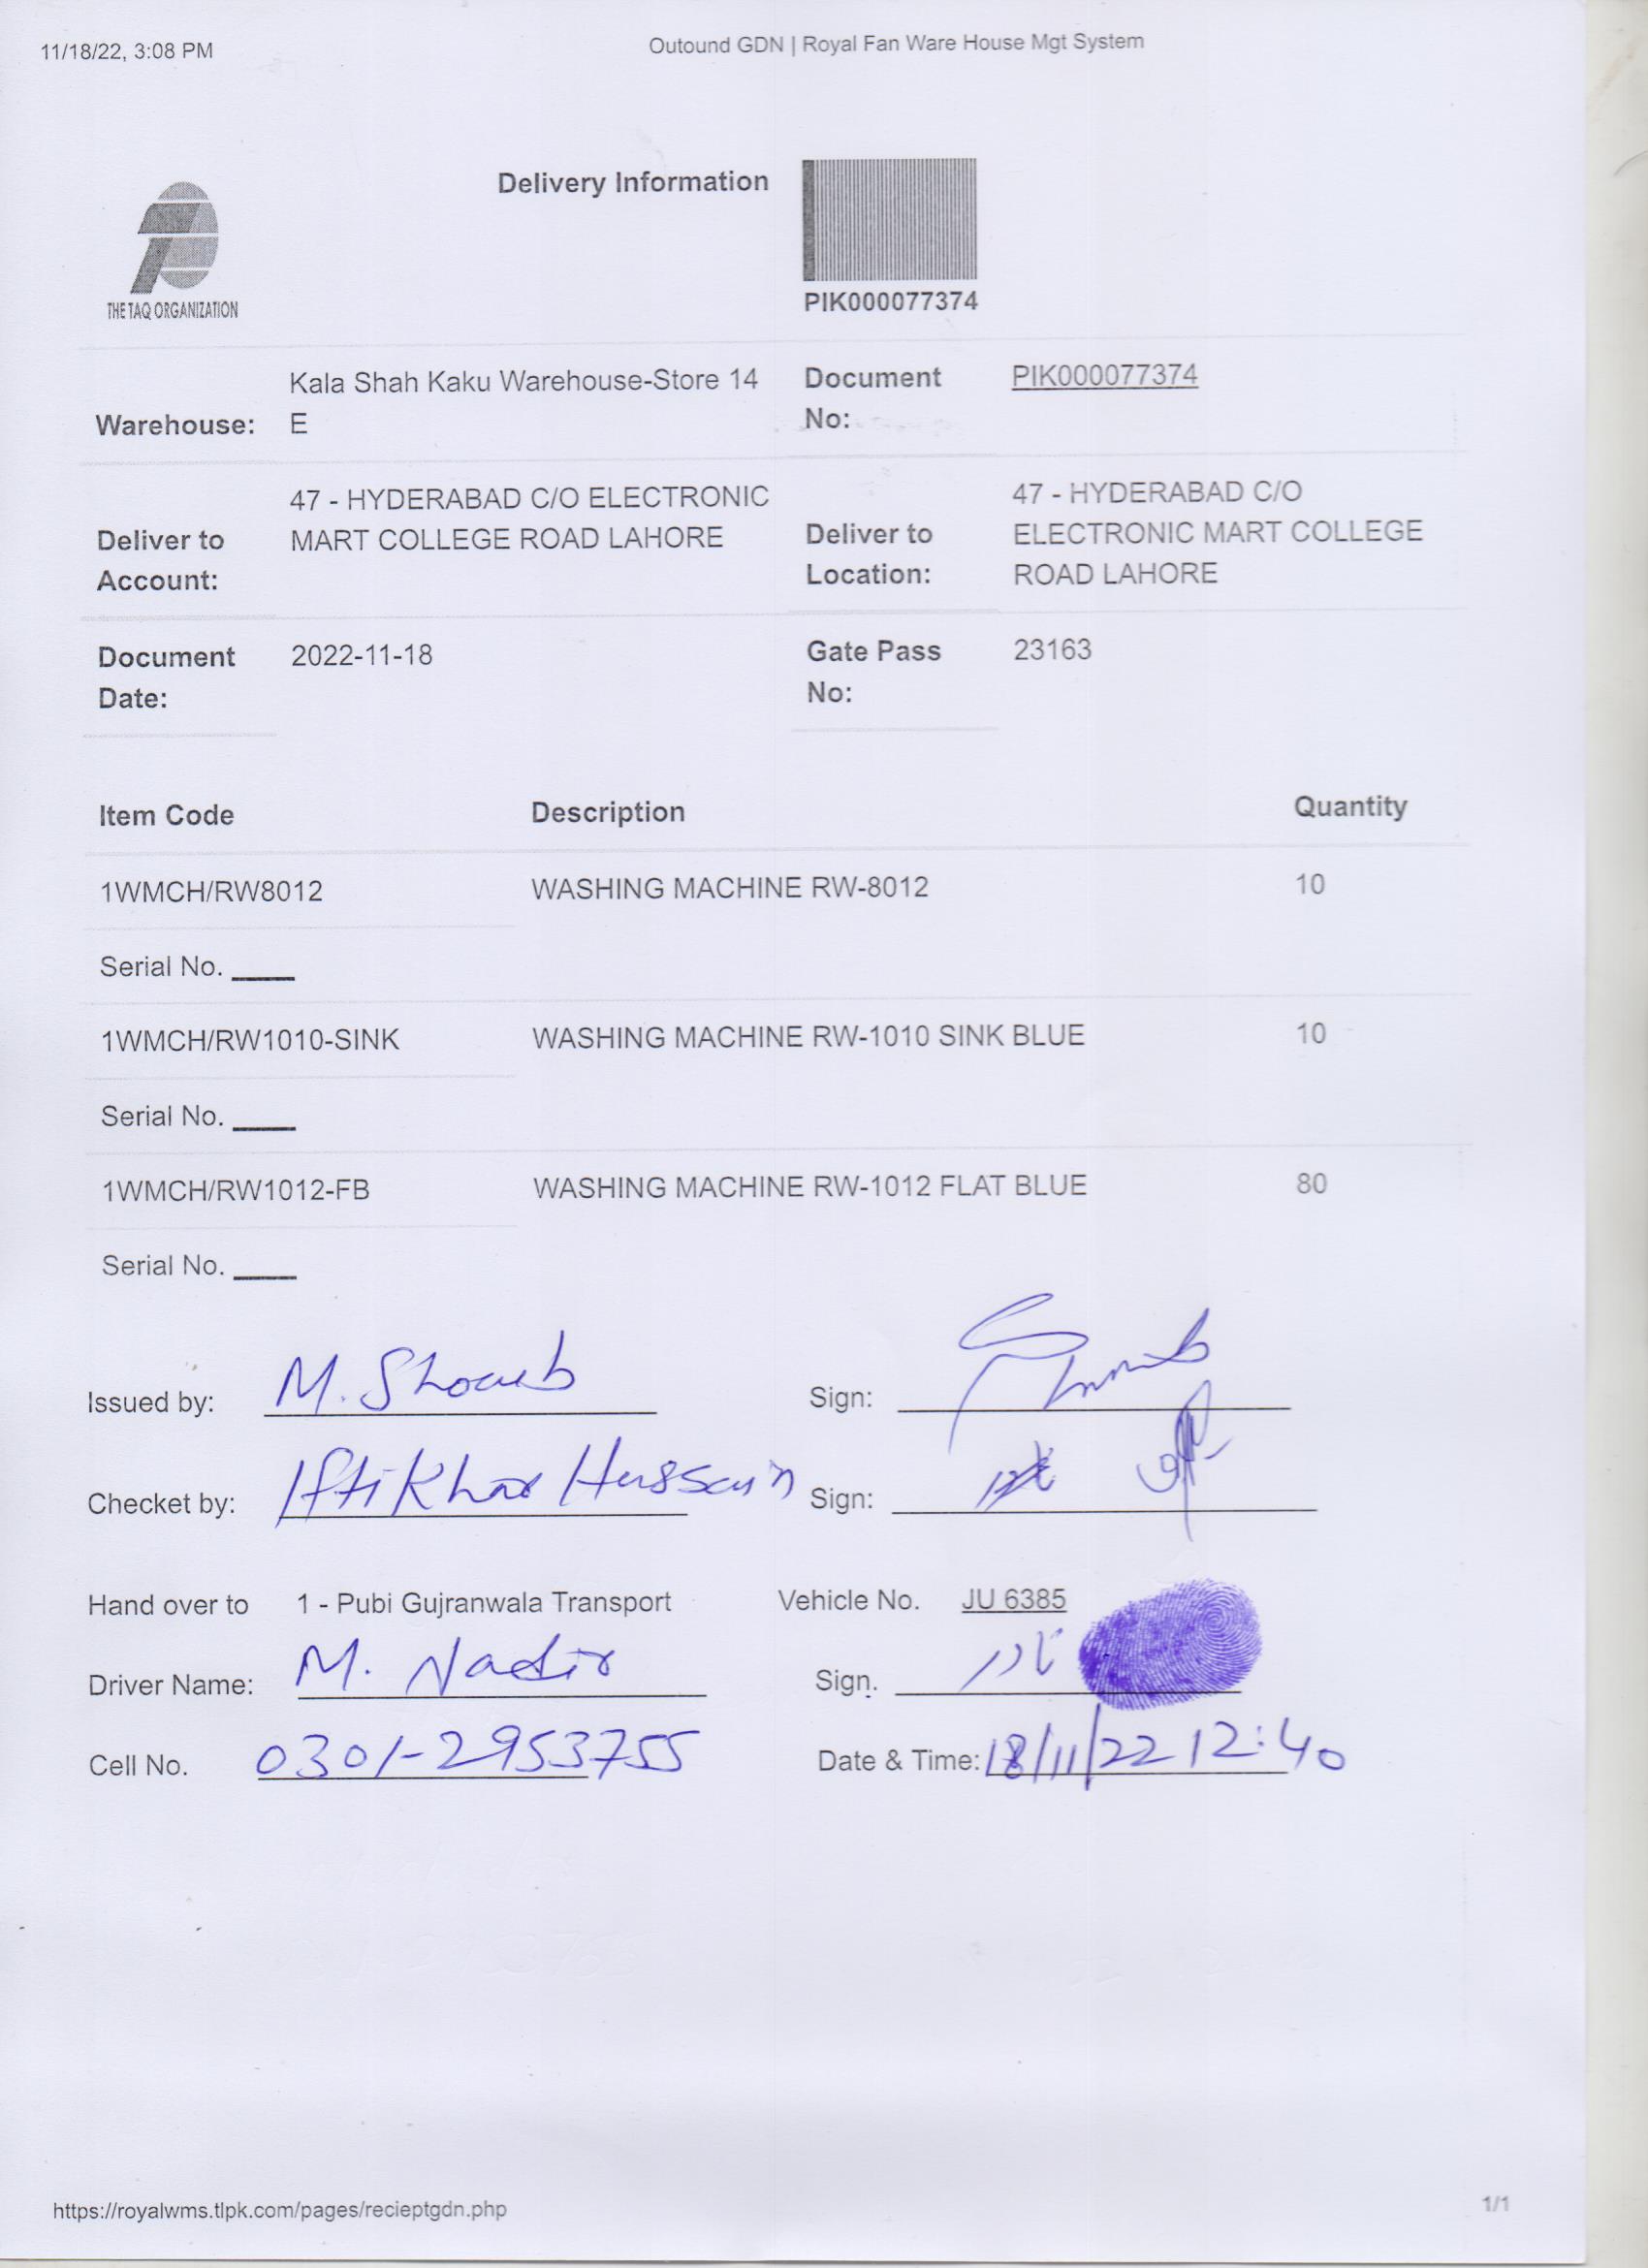 11/18/22, 3:08 PM
Outound GDN | Royal Fan Ware House Mgt System
Delivery Information
THE TAQ ORGANIZATION
PIK000077374
Warehouse: Kala Shah Kaku Warehouse-Store 14
E
Document No: PIK000077374
Deliver to Account: 47 - HYDERABAD C/O ELECTRONIC
MART COLLEGE ROAD LAHORE
Deliver to Location: 47 - HYDERABAD C/O
ELECTRONIC MART COLLEGE
ROAD LAHORE
Document Date: 2022-11-18
Gate Pass No: 23163
Item Code Description Quantity
1WMCH/RW8012 WASHING MACHINE RW-8012 10
Serial No. ____
1WMCH/RW1010-SINK WASHING MACHINE RW-1010 SINK BLUE 10
Serial No. ____
1WMCH/RW1012-FB WASHING MACHINE RW-1012 FLAT BLUE 80
Serial No. ____
Issued by: M. Shoaib Sign:
Checket by: Iftikhar Hussain Sign:
Hand over to 1 - Pubi Gujranwala Transport Vehicle No. JU 6385
Driver Name: M. Nadir Sign. نادر
Cell No. 0301-2953755 Date & Time: 18/11/22 12:40
https://royalwms.tlpk.com/pages/recieptgdn.php
1/1